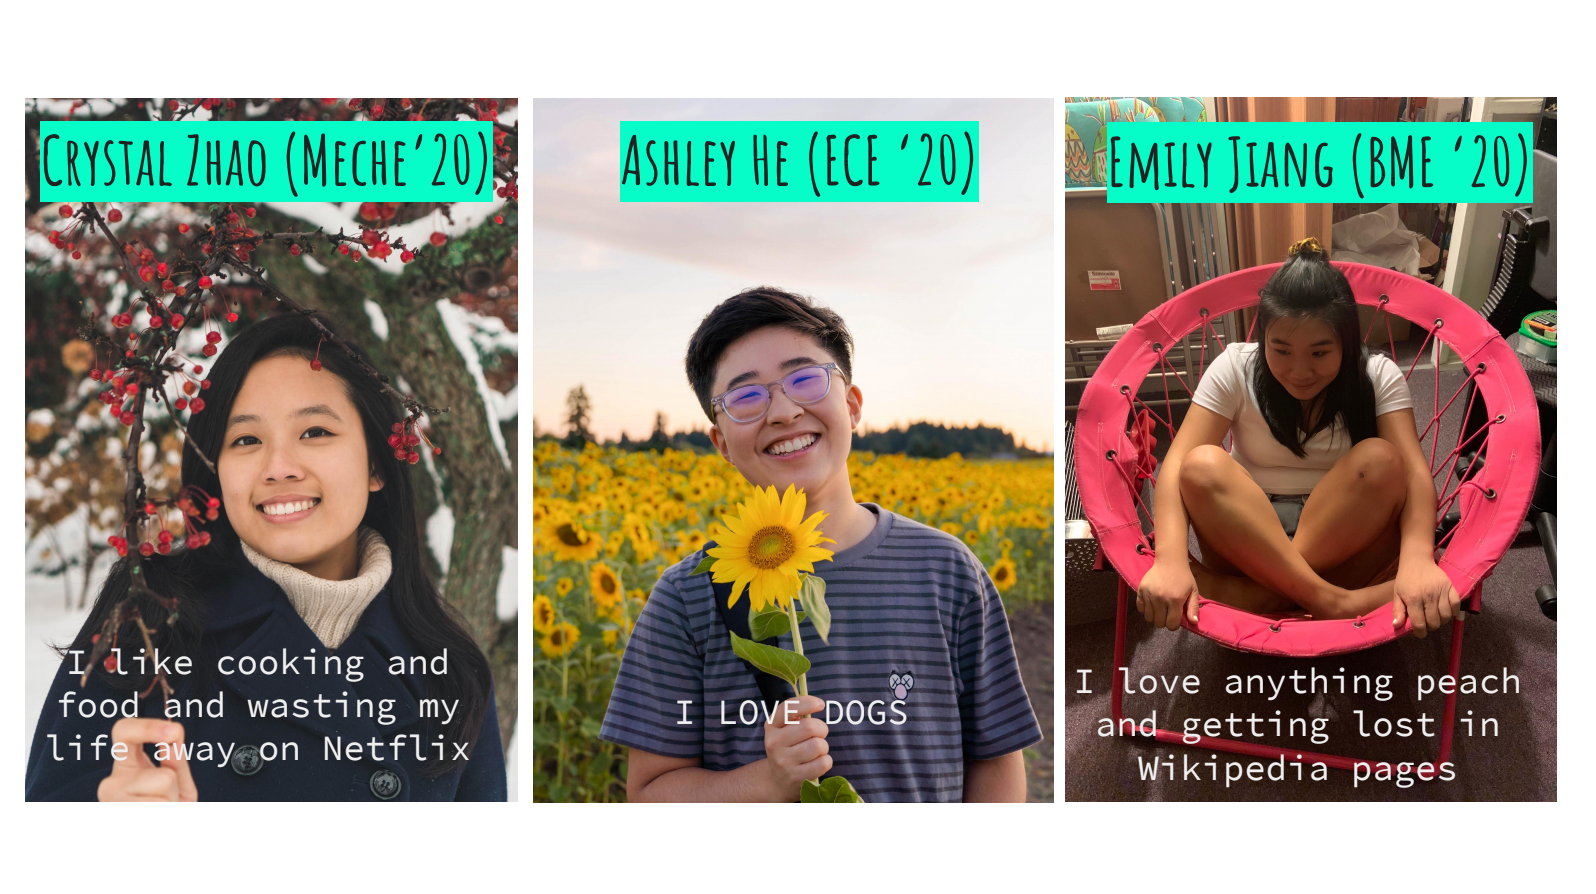 Crystal Zhao (Meche'20)
I like cooking and
food and wasting my
life away on Netflix
Ashley He (ECE '20)
I LOVE DOGS
Emily Jiang (BME '20)
I love anything peach
and getting lost in
Wikipedia pages